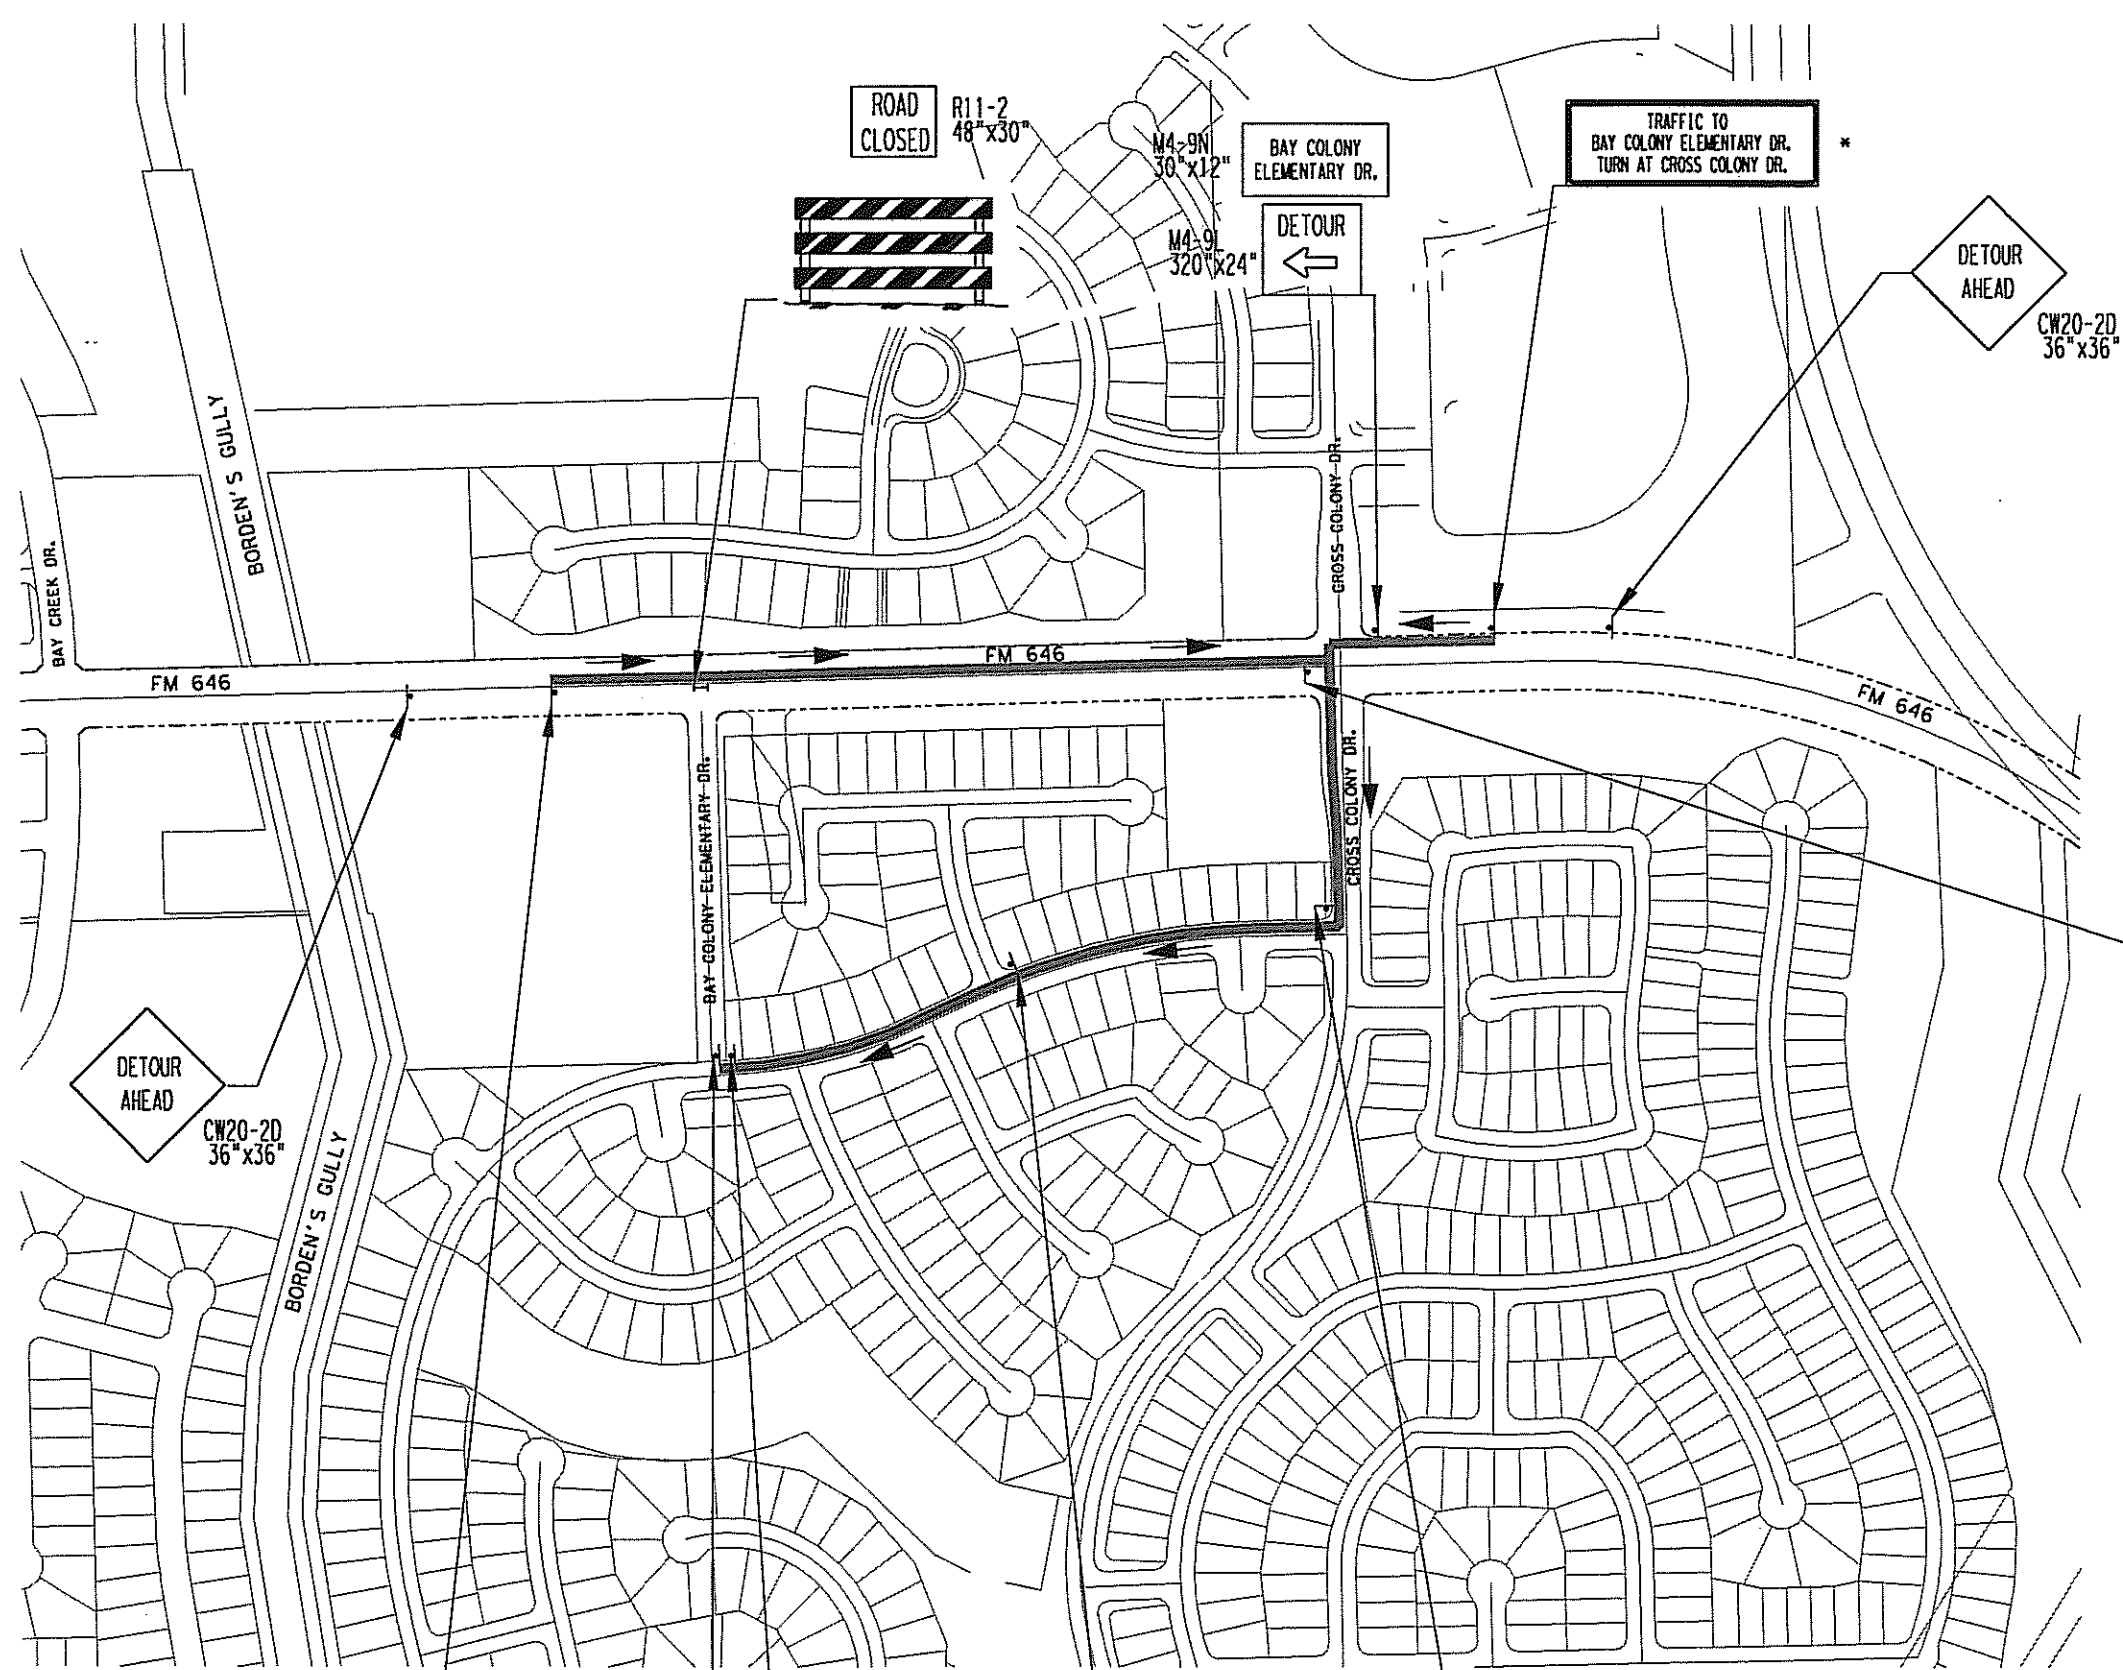 ROAD
CLOSED
R11-2
48"x30"
M4-9N
30"x12"
BAY COLONY
ELEMENTARY DR.
TRAFFIC TO
BAY COLONY ELEMENTARY DR.
TURN AT CROSS COLONY DR.
*
M4-9L
320"x24"
DETOUR
DETOUR
AHEAD
CW20-2D
36"x36"
BORDEN'S GULLY
BAY CREEK DR.
CROSS COLONY DR.
FM 646
FM 646
FM 646
BAY COLONY ELEMENTARY DR.
CROSS COLONY DR.
DETOUR
AHEAD
CW20-2D
36"x36"
BORDEN'S GULLY